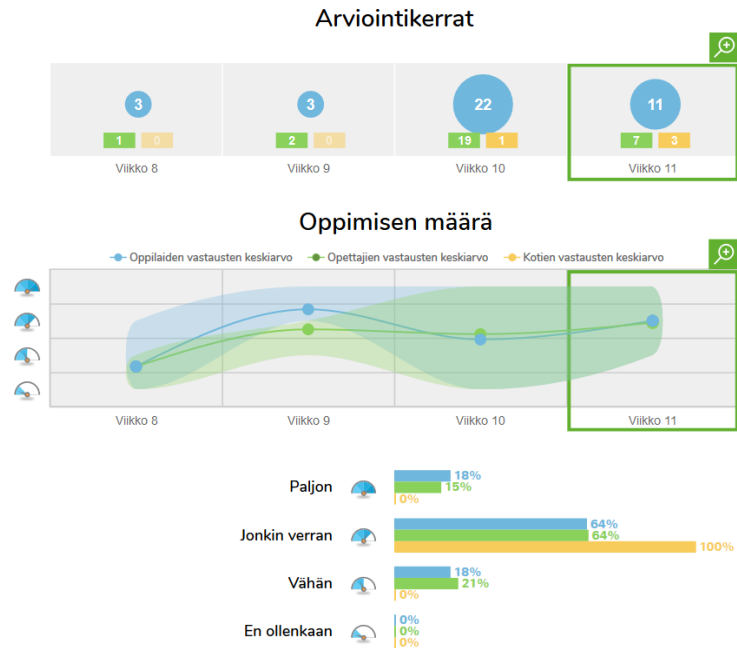 Arviointikerrat
3 3 22 11
1 0 2 0 19 1 7 3
Viikko 8 Viikko 9 Viikko 10 Viikko 11
Oppimisen määrä
Oppilaiden vastausten keskiarvo Opettajien vastausten keskiarvo Kotien vastausten keskiarvo
Viikko 8 Viikko 9 Viikko 10 Viikko 11
18%
Paljon 15%
0%
64%
Jonkin verran 64%
100%
18%
Vähän 21%
0%
0%
En ollenkaan 0%
0%